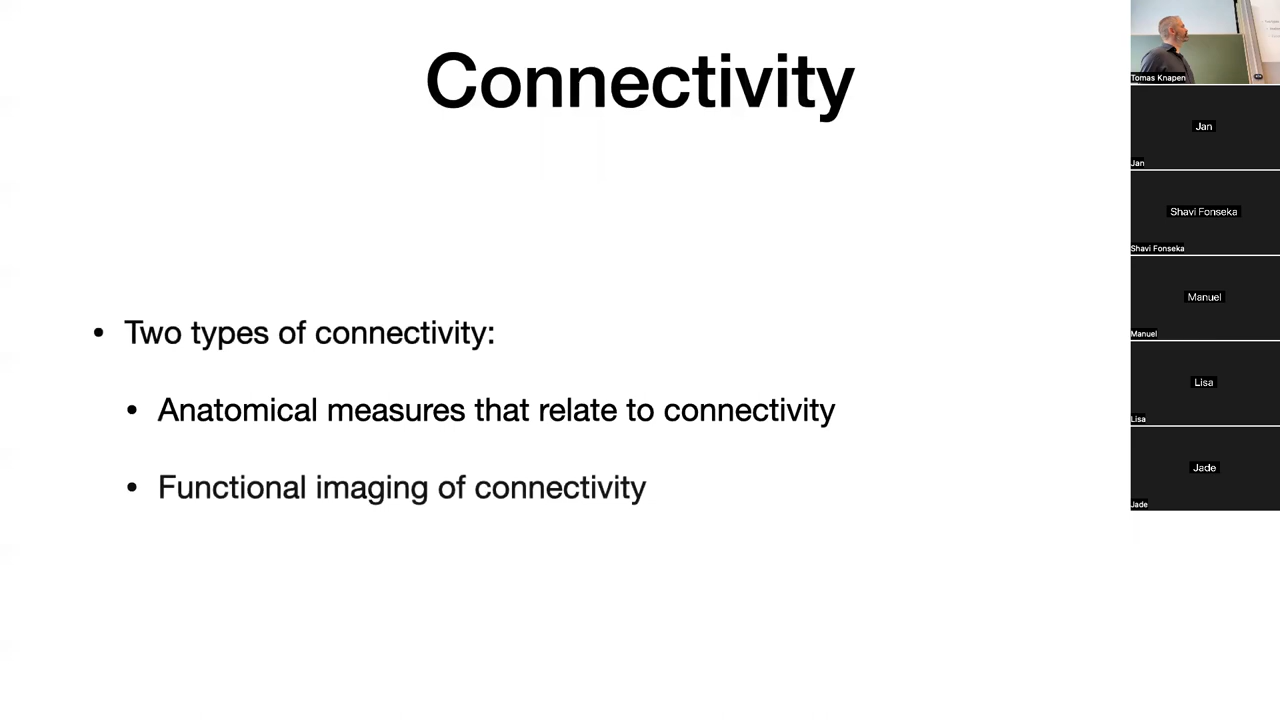 Connectivity
• Two types of connectivity:
• Anatomical measures that relate to connectivity
• Functional imaging of connectivity
Tomas Knapen
Jan
Jan
Shavi Fonseka
Shavi Fonseka
Manuel
Manuel
Lisa
Lisa
Jade
Jade